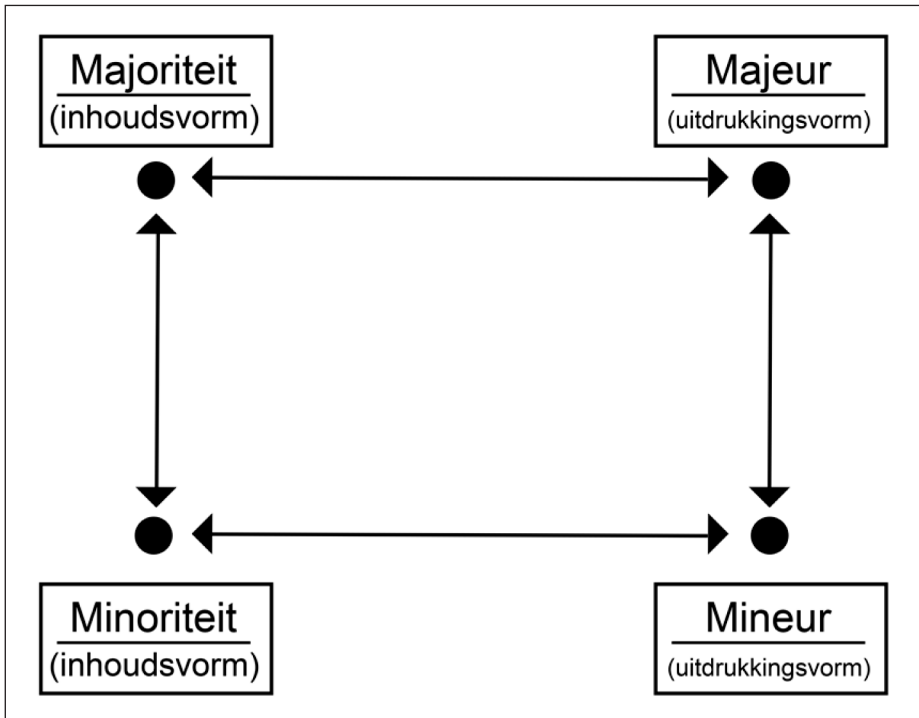 Majoriteit
(inhoudsvorm)
Majeur
(uitdrukkingsvorm)
Minoriteit
(inhoudsvorm)
Mineur
(uitdrukkingsvorm)